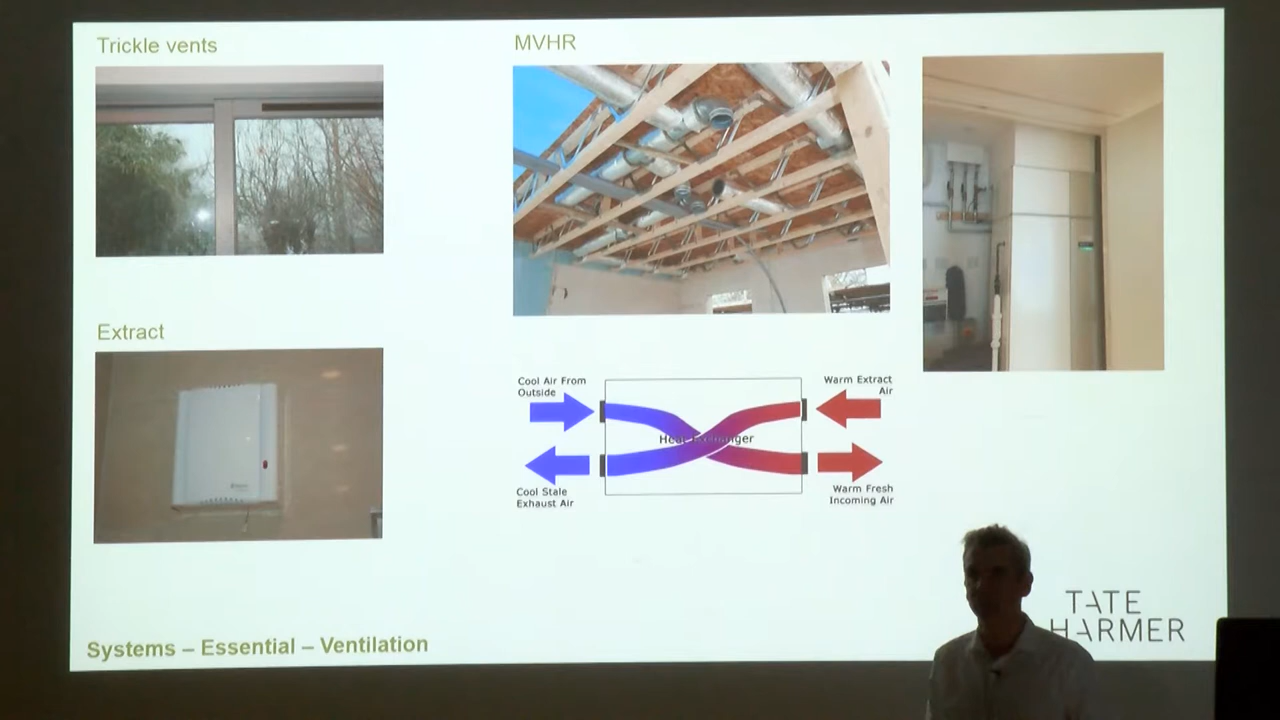 Trickle vents
MVHR
Extract
Cool Air From
Outside
Warm Extract
Air
Heat Exchanger
Cool Stale
Exhaust Air
Warm Fresh
Incoming Air
Systems – Essential – Ventilation
TATE
HARMER